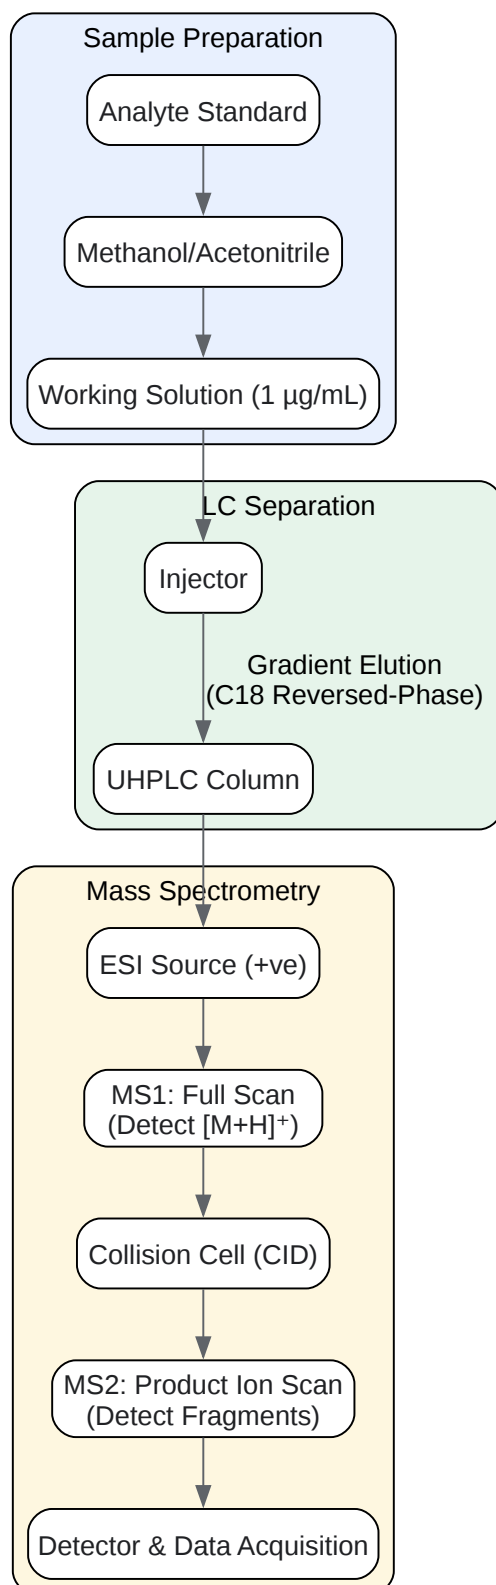 Sample Preparation
Analyte Standard
Methanol/Acetonitrile
Working Solution (1 µg/mL)
LC Separation
Injector
Gradient Elution
(C18 Reversed-Phase)
UHPLC Column
Mass Spectrometry
ESI Source (+ve)
MS1: Full Scan
(Detect [M+H]⁺)
Collision Cell (CID)
MS2: Product Ion Scan
(Detect Fragments)
Detector & Data Acquisition